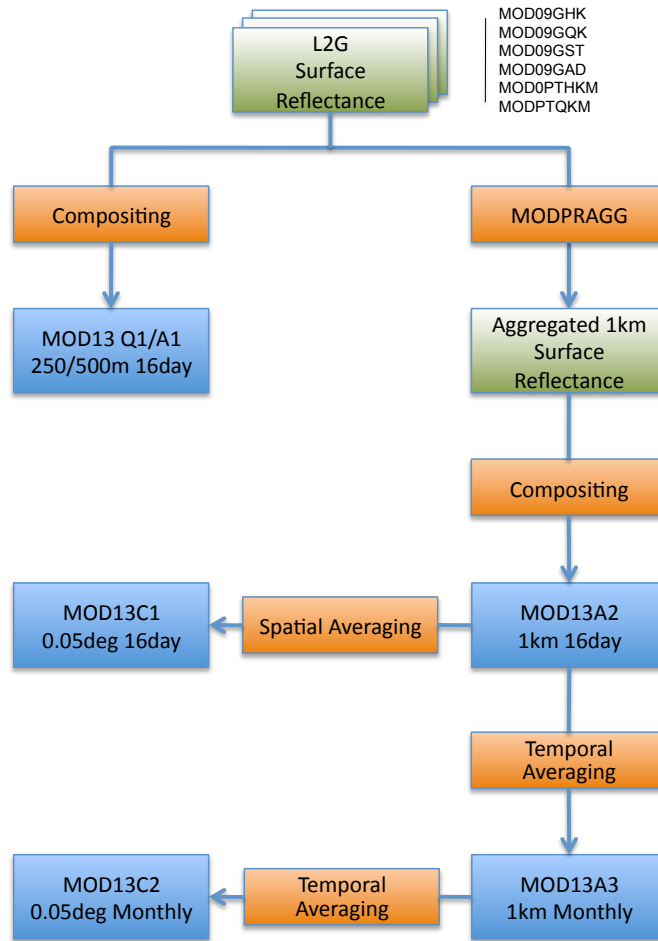 L2G
Surface
Reflectance
MOD09GHK
MOD09GQK
MOD09GST
MOD09GAD
MOD0PTHKM
MODPTQKM
Compositing
MODPRAGG
MOD13 Q1/A1
250/500m 16day
Aggregated 1km
Surface
Reflectance
Compositing
MOD13C1
0.05deg 16day
Spatial Averaging
MOD13A2
1km 16day
Temporal
Averaging
MOD13C2
0.05deg Monthly
Temporal
Averaging
MOD13A3
1km Monthly